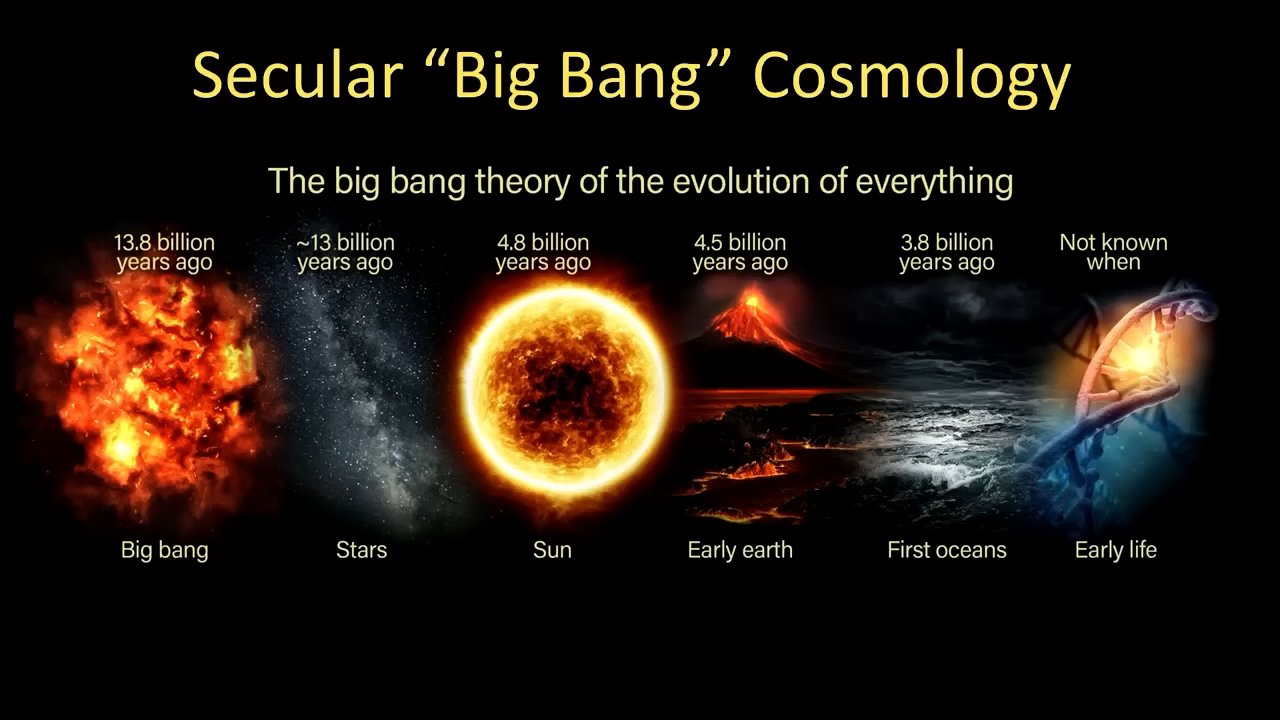 Secular “Big Bang” Cosmology
The big bang theory of the evolution of everything
13.8 billion
years ago
~13 billion
years ago
4.8 billion
years ago
4.5 billion
years ago
3.8 billion
years ago
Not known
when
Big bang
Stars
Sun
Early earth
First oceans
Early life